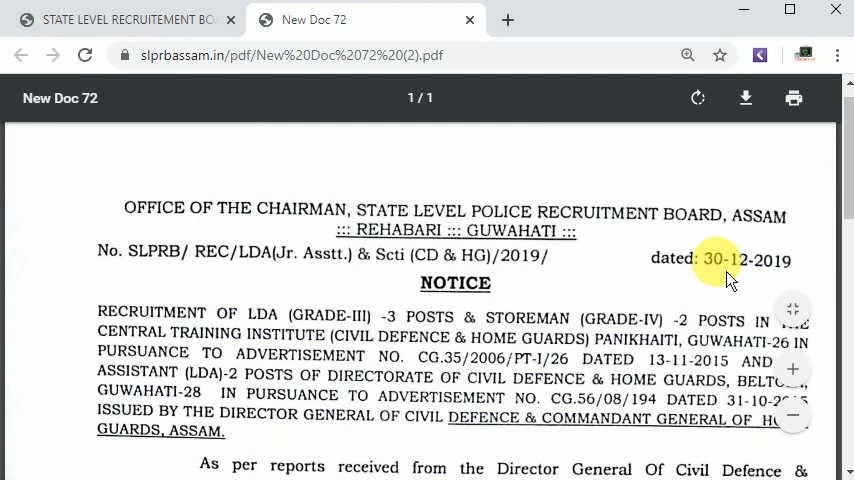 STATE LEVEL RECRUITEMENT BO
New Doc 72
slprbassam.in/pdf/New%20Doc%2072%20(2).pdf
New Doc 72
1 / 1
OFFICE OF THE CHAIRMAN, STATE LEVEL POLICE RECRUITMENT BOARD, ASSAM
::: REHABARI ::: GUWAHATI :::
No. SLPRB/ REC/LDA(Jr. Asstt.) & Scti (CD & HG)/2019/ dated: 30-12-2019
NOTICE
RECRUITMENT OF LDA (GRADE-III) -3 POSTS & STOREMAN (GRADE-IV) -2 POSTS IN THE
CENTRAL TRAINING INSTITUTE (CIVIL DEFENCE & HOME GUARDS) PANIKHAITI, GUWAHATI-26 IN
PURSUANCE TO ADVERTISEMENT NO. CG.35/2006/PT-I/26 DATED 13-11-2015 AND
ASSISTANT (LDA)-2 POSTS OF DIRECTORATE OF CIVIL DEFENCE & HOME GUARDS,
GUWAHATI-28 IN PURSUANCE TO ADVERTISEMENT NO. CG.56/08/194 DATED 31-10-2015
ISSUED BY THE DIRECTOR GENERAL OF CIVIL DEFENCE & COMMANDANT GENERAL OF
GUARDS, ASSAM.
As per reports received from the Director General Of Civil Defence &